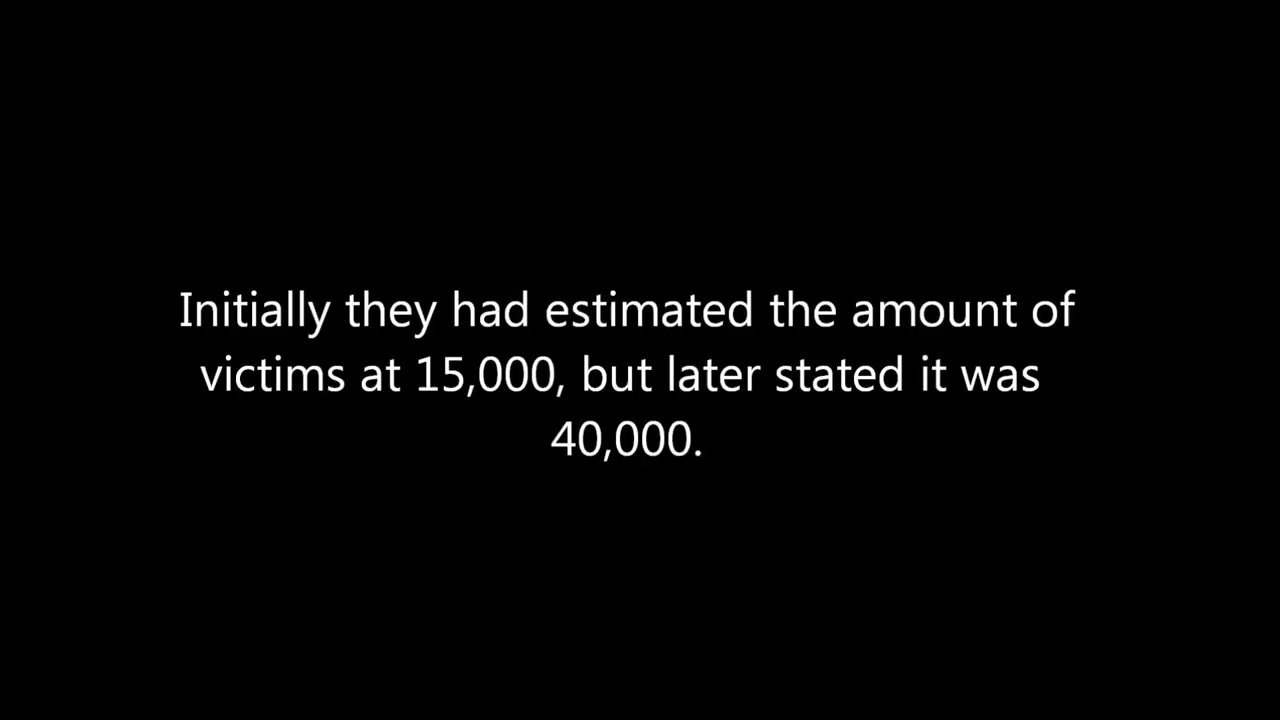 Initially they had estimated the amount of
victims at 15,000, but later stated it was
40,000.